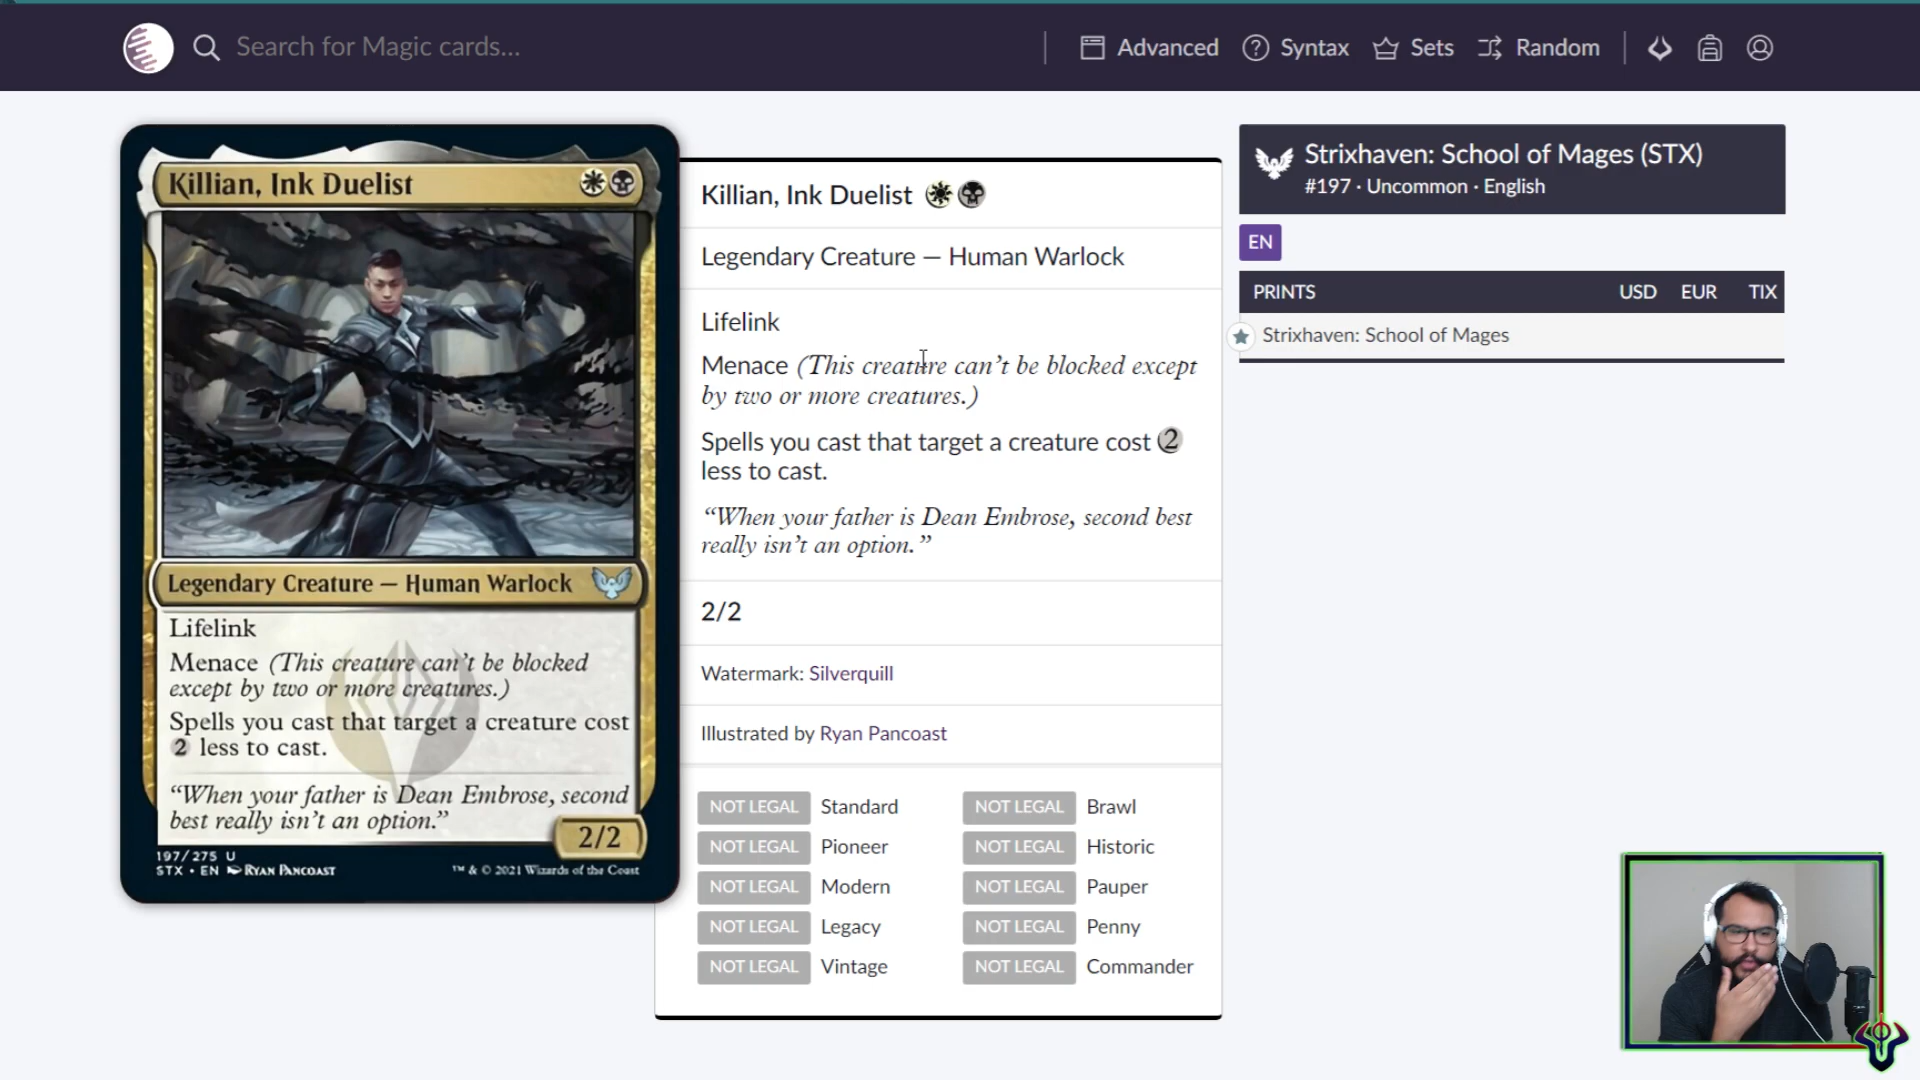 Search for Magic cards...
Advanced
Syntax
Sets
Random
Killian, Ink Duelist
Legendary Creature — Human Warlock
Lifelink
Menace (This creature can't be blocked
except by two or more creatures.)
Spells you cast that target a creature cost
2 less to cast.
“When your father is Dean Embrose, second
best really isn't an option.”
2/2
197/275 U
STX • EN RYAN PANCOAST
™ & © 2021 Wizards of the Coast
Killian, Ink Duelist
Legendary Creature — Human Warlock
Lifelink
Menace (This creature can't be blocked except
by two or more creatures.)
Spells you cast that target a creature cost 2
less to cast.
“When your father is Dean Embrose, second best
really isn't an option.”
2/2
Watermark: Silverquill
Illustrated by Ryan Pancoast
NOT LEGAL Standard NOT LEGAL Brawl
NOT LEGAL Pioneer NOT LEGAL Historic
NOT LEGAL Modern NOT LEGAL Pauper
NOT LEGAL Legacy NOT LEGAL Penny
NOT LEGAL Vintage NOT LEGAL Commander
Strixhaven: School of Mages (STX)
#197 · Uncommon · English
EN
PRINTS USD EUR TIX
Strixhaven: School of Mages